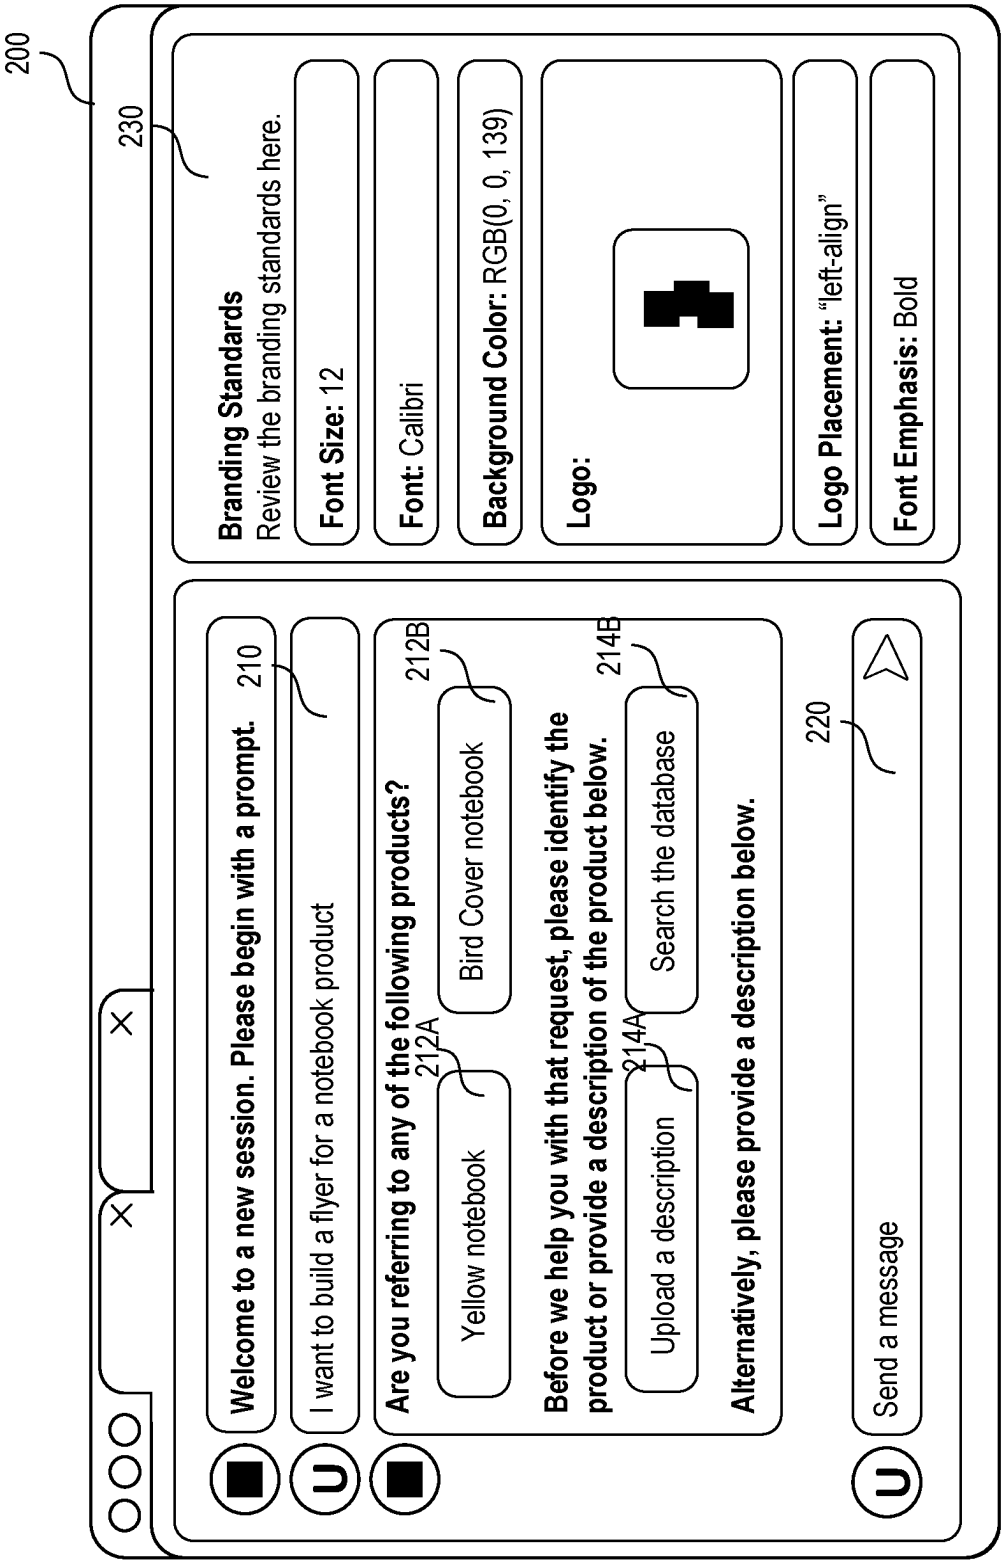 200
X
X
Welcome to a new session. Please begin with a prompt.
210
U
I want to build a flyer for a notebook product
Are you referring to any of the following products?
212A
212B
Yellow notebook
Bird Cover notebook
Before we help you with that request, please identify the
product or provide a description of the product below.
214A
214B
Upload a description
Search the database
Alternatively, please provide a description below.
220
U
Send a message
230
Branding Standards
Review the branding standards here.
Font Size: 12
Font: Calibri
Background Color: RGB(0, 0, 139)
Logo:
Logo Placement: “left-align”
Font Emphasis: Bold